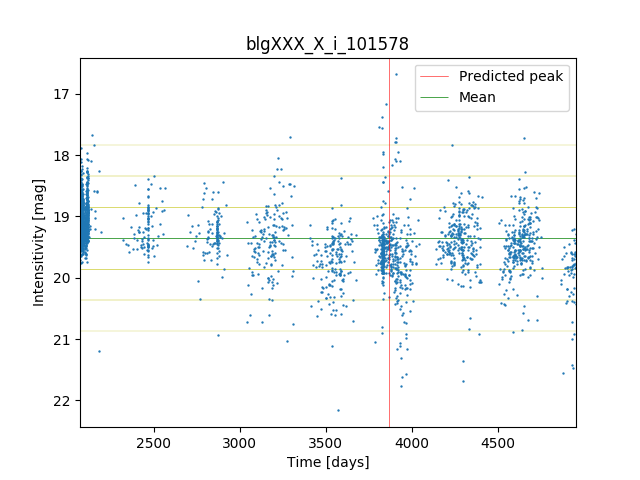 blgXXX_X_i_101578
Predicted peak
Mean
Intensitivity [mag]
17
18
19
20
21
22
2500
3000
3500
4000
4500
Time [days]